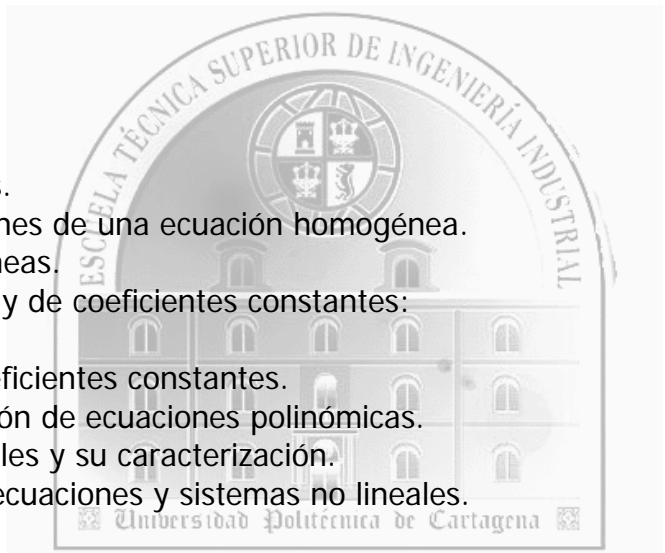 ESCUELA TÉCNICA SUPERIOR DE INGENIERÍA INDUSTRIAL
s.
nes de una ecuación homogénea.
neas.
y de coeficientes constantes:
eficientes constantes.
ón de ecuaciones polinómicas.
les y su caracterización.
ecuaciones y sistemas no lineales.
Universidad Politécnica de Cartagena